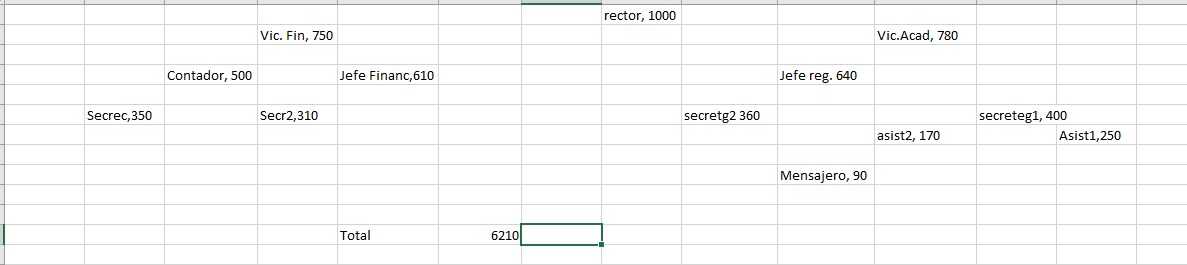 rector, 1000
Vic. Fin, 750 Vic.Acad, 780
Contador, 500 Jefe Financ,610 Jefe reg. 640
Secrec,350 Secr2,310 secretg2 360 secreteg1, 400
asist2, 170 Asist1,250
Mensajero, 90
Total 6210